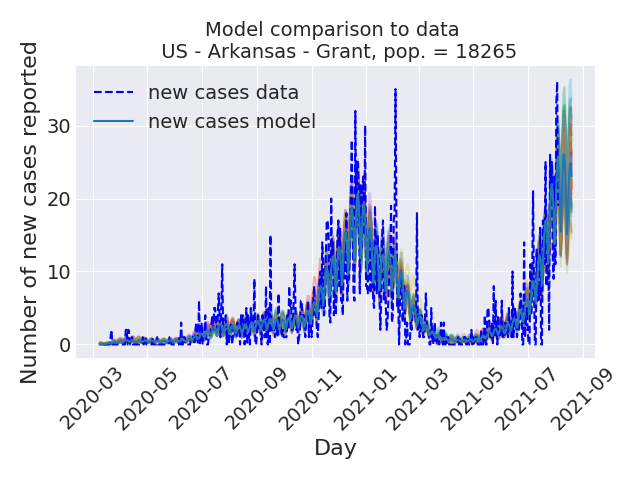 Model comparison to data
US - Arkansas - Grant, pop. = 18265
Number of new cases reported
new cases data
new cases model
30
20
10
0
2020-03
2020-05
2020-07
2020-09
2020-11
2021-01
2021-03
2021-05
2021-07
2021-09
Day